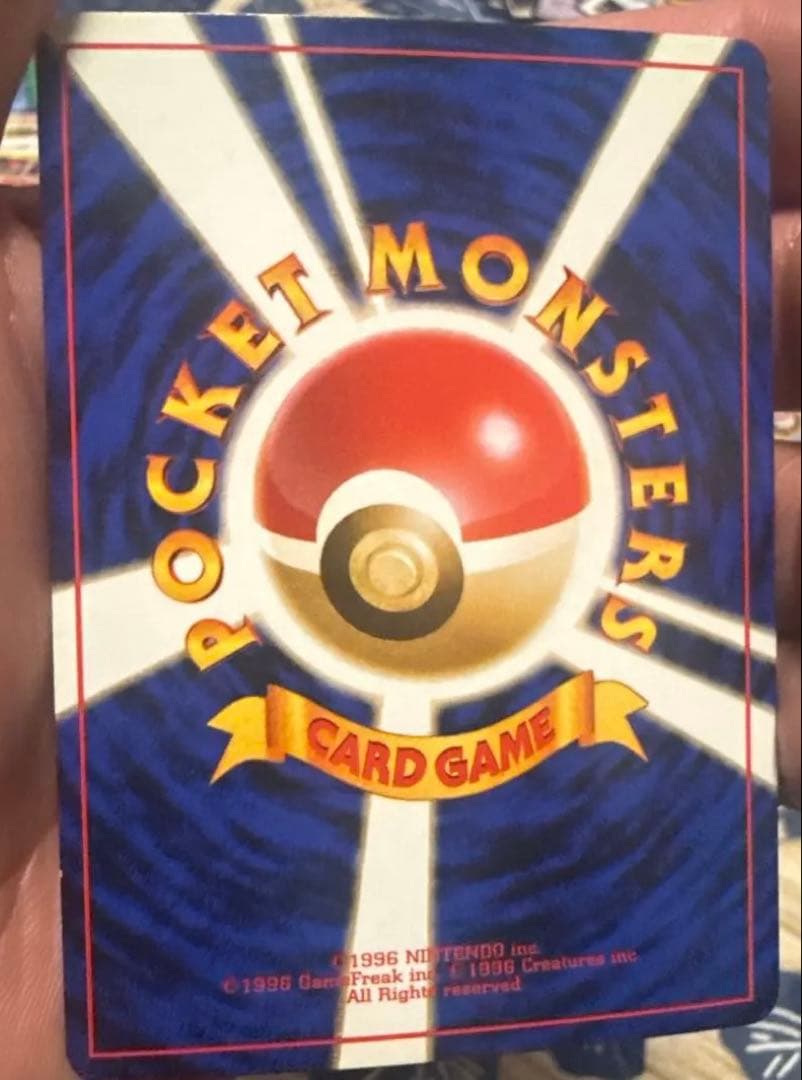 POCKET MONSTERS
CARD GAME
©1996 NINTENDO inc.
©1996 GameFreak inc. ©1996 Creatures inc.
All Rights reserved